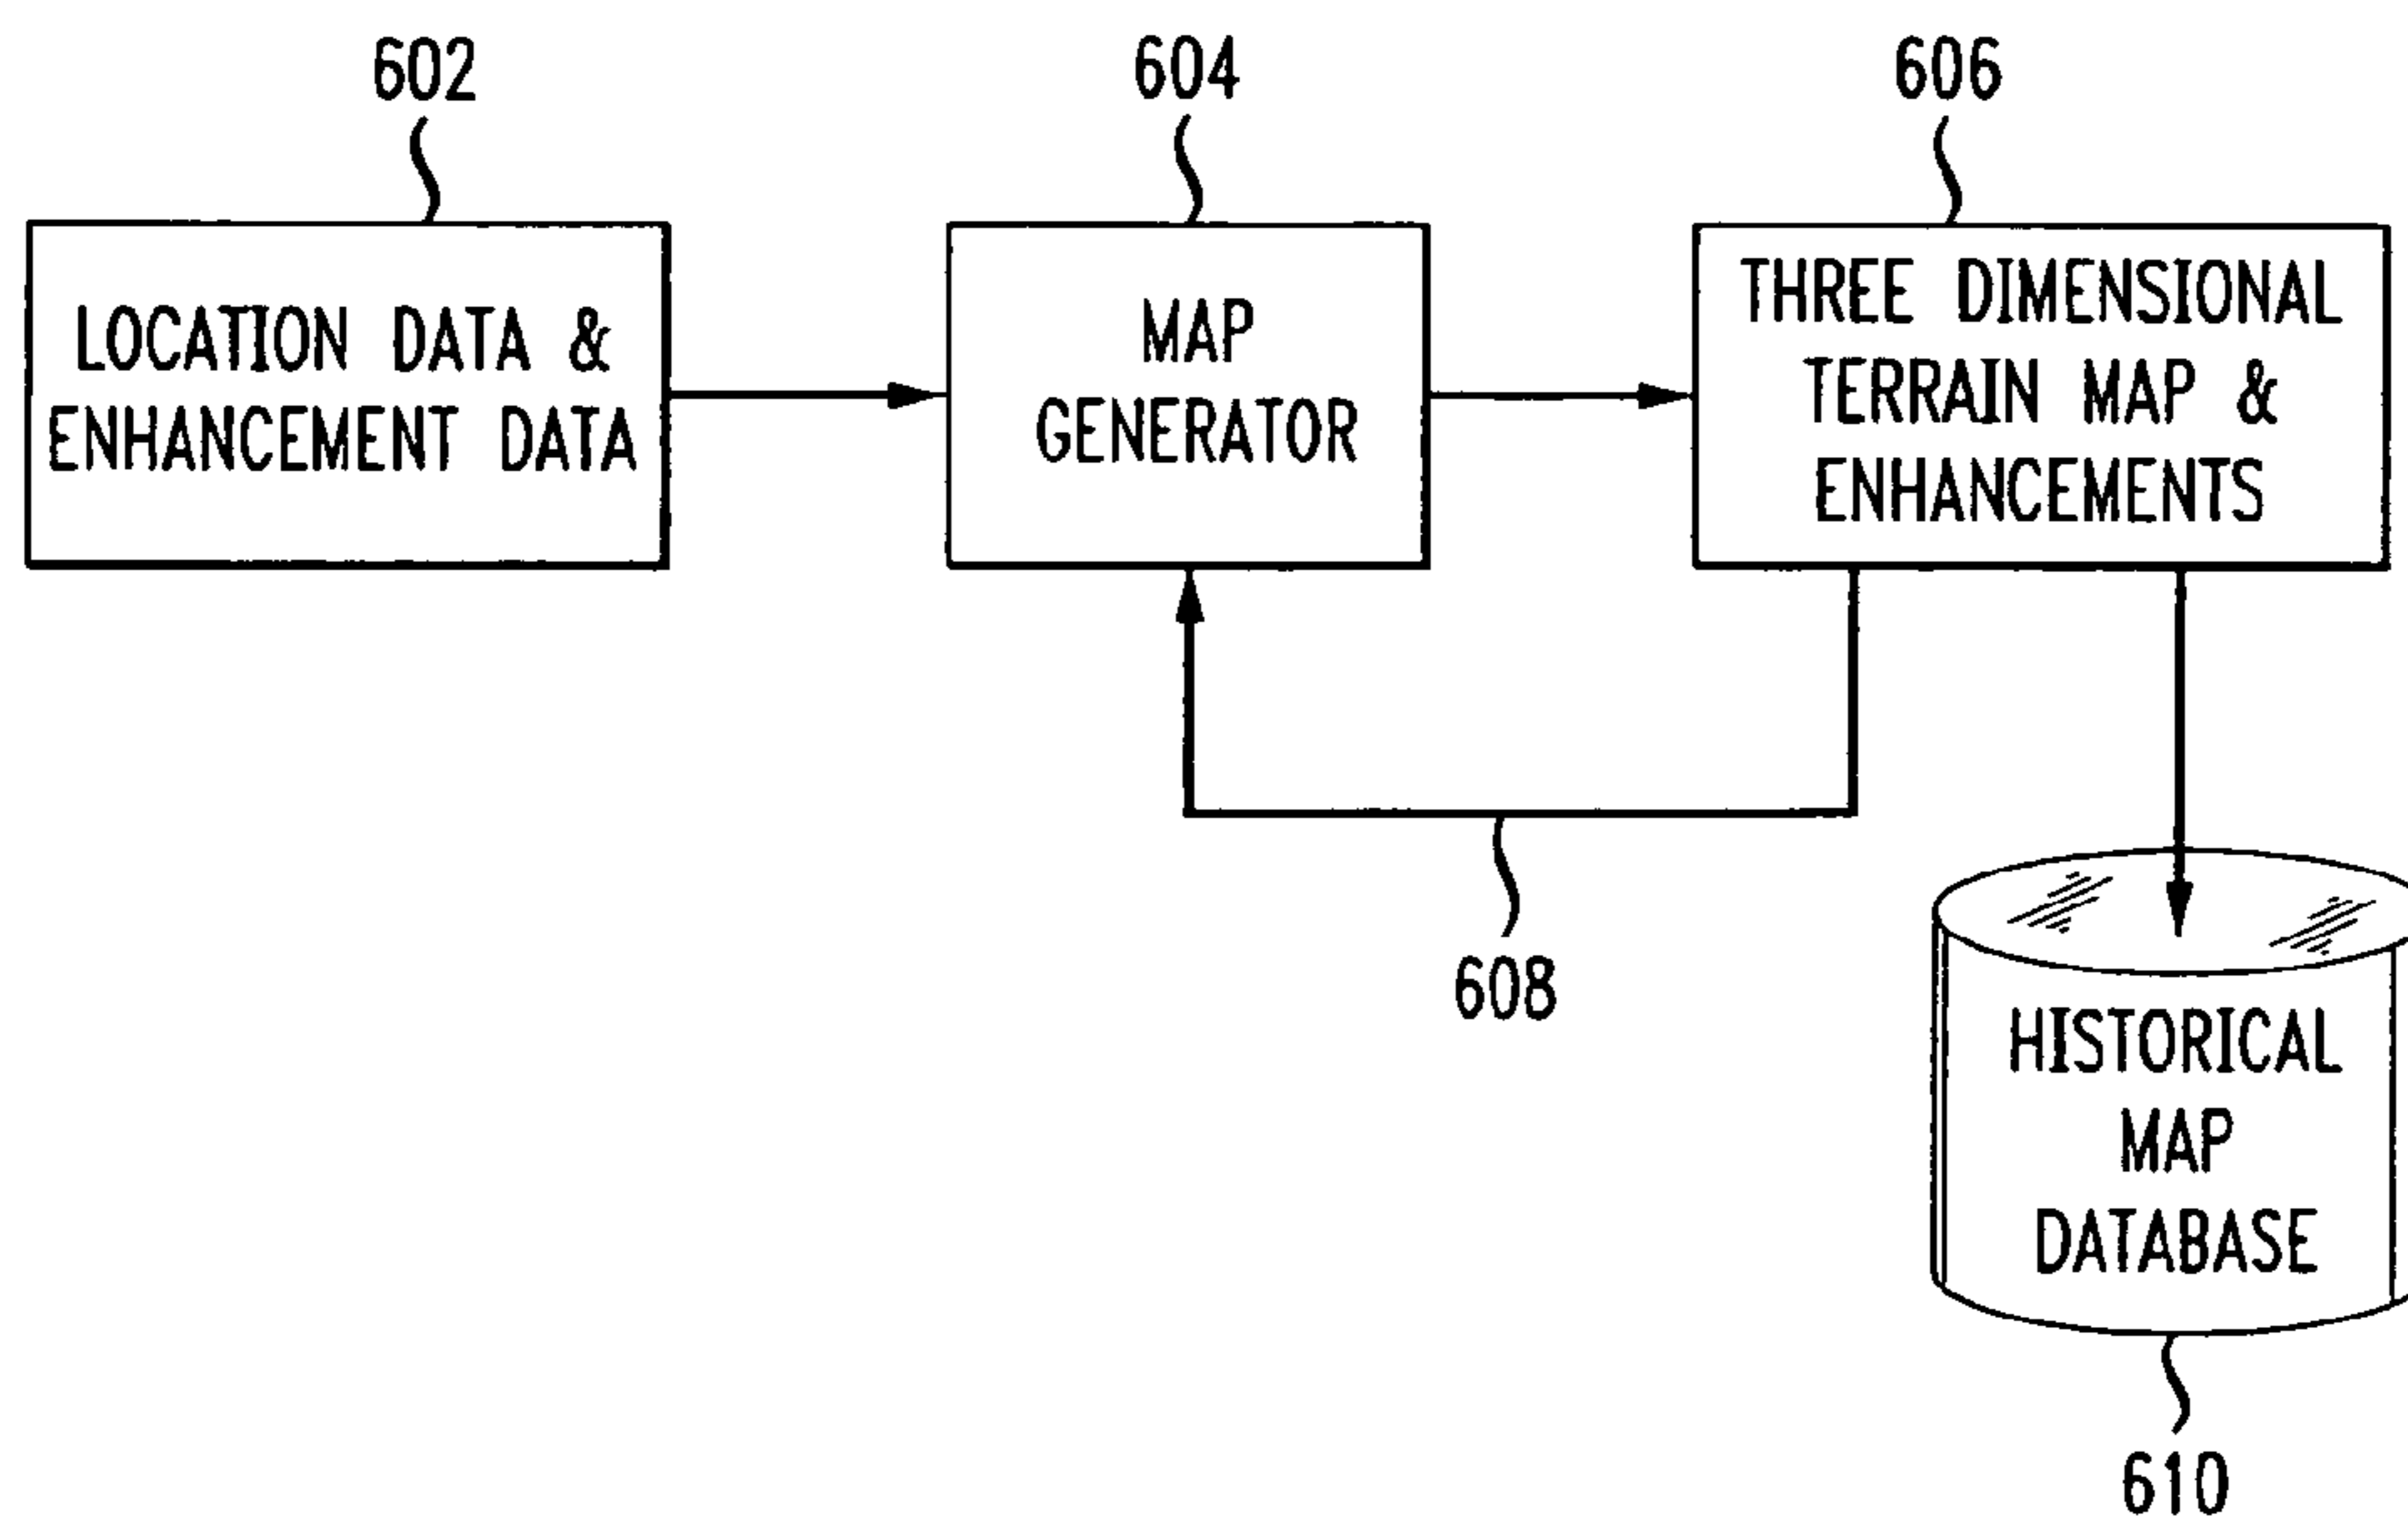 602
604
606
LOCATION DATA &
ENHANCEMENT DATA
MAP
GENERATOR
THREE DIMENSIONAL
TERRAIN MAP &
ENHANCEMENTS
608
HISTORICAL
MAP
DATABASE
610